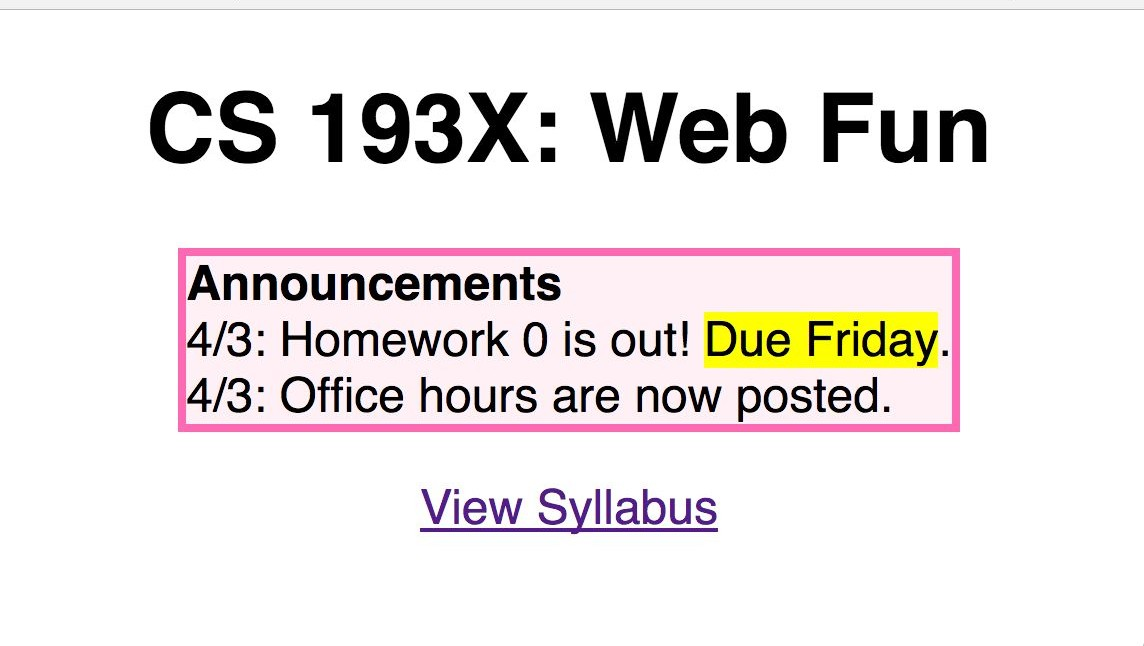 CS 193X: Web Fun
Announcements
4/3: Homework 0 is out! Due Friday.
4/3: Office hours are now posted.
View Syllabus